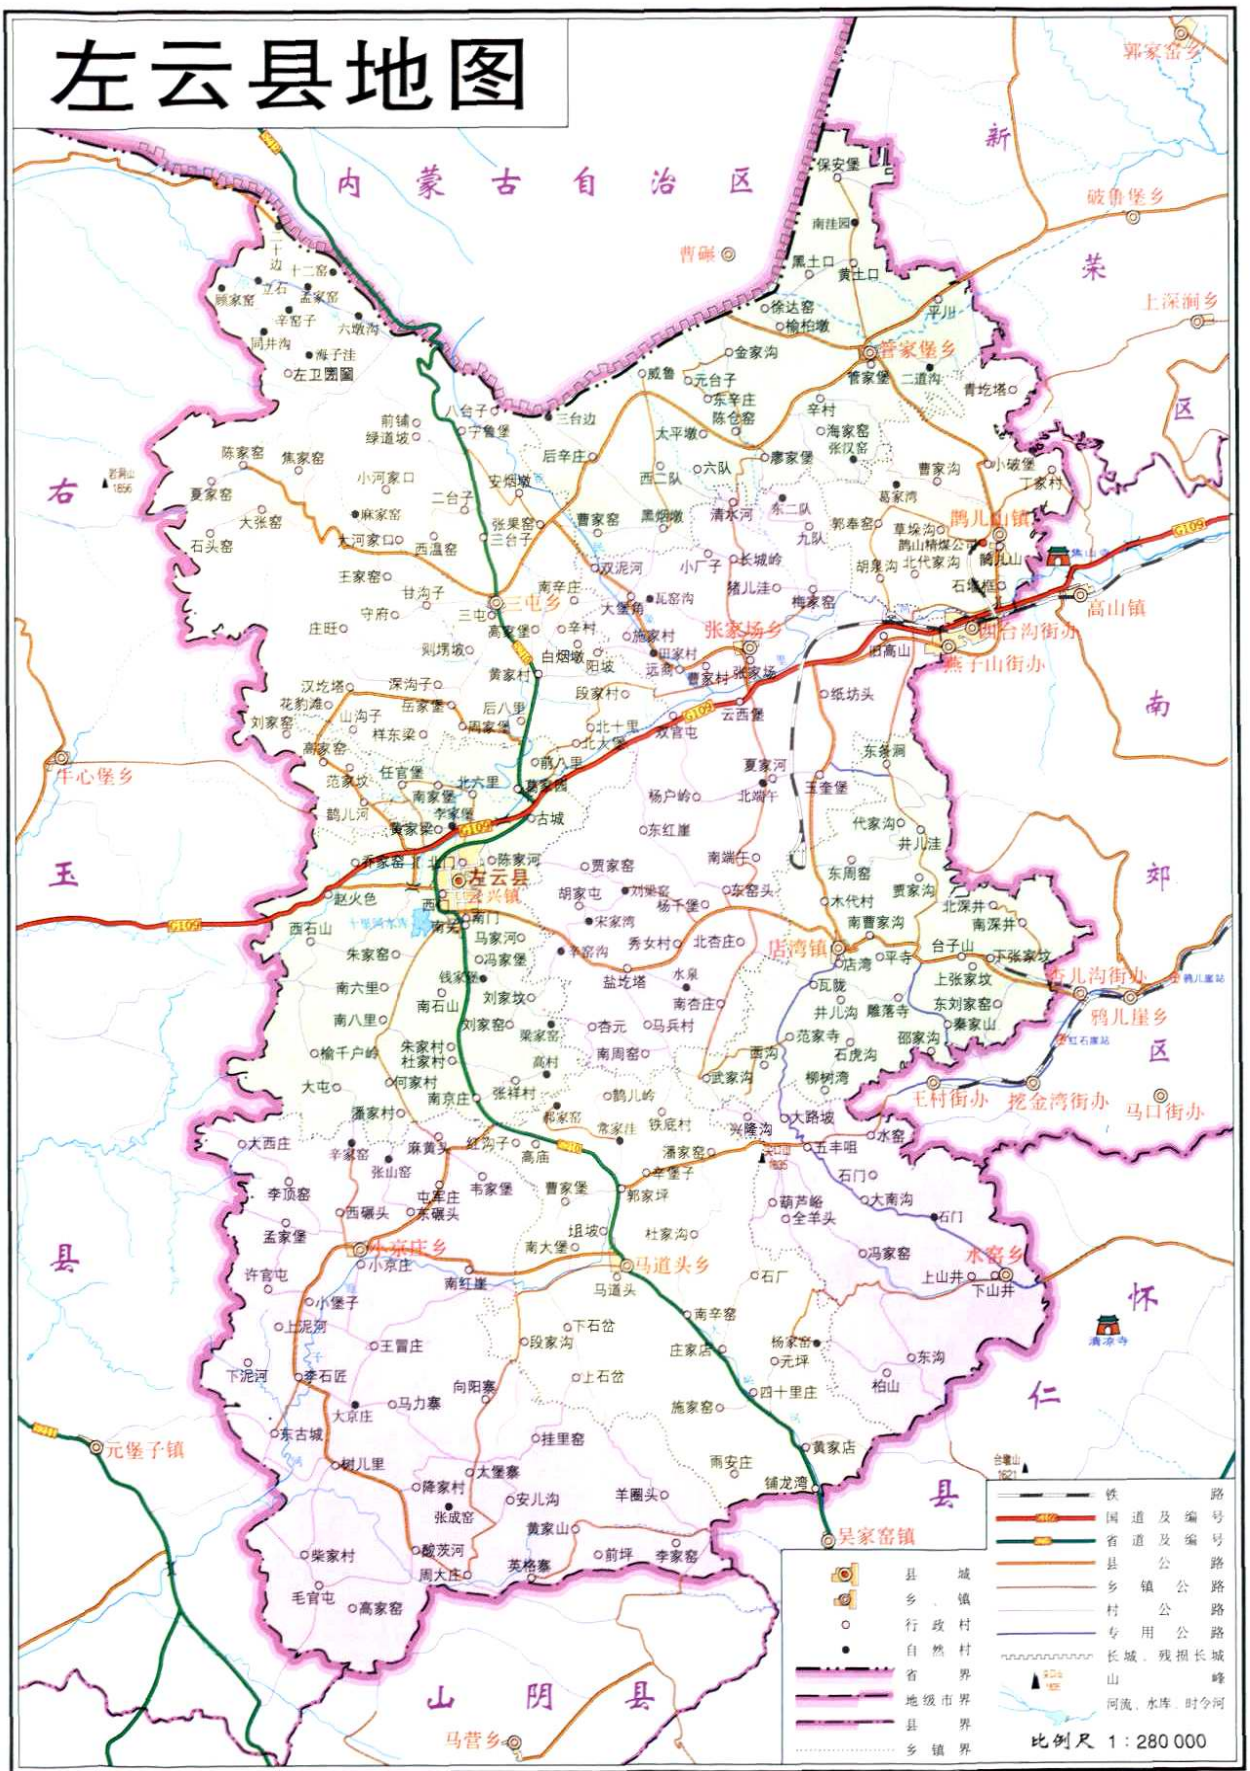 左云县地图
内蒙古自治区
新
荣
区
右
玉
县
南
郊
区
怀
仁
县
山阴县
郭家窑乡
破鲁堡乡
上深涧乡
曹碾
保安堡
南洼园
黑土口
黄土口
徐达窑
榆柏墩
平川
管家堡乡
管家堡
二道沟
青圪塔
金家沟
威鲁
元台子
东辛庄
陈仓窑
太平墩
辛村
海家窑
张汉窑
二十边
十二窑
立石
孟家窑
顾家窑
辛窑子
六墩沟
同井沟
海子洼
八台子
宁鲁堡
前铺
绿道坡
三台边
后辛庄
西二队
六队
廖家堡
曹家沟
小破堡
丁家村
葛家湾
陈家窑
焦家窑
夏家窑
小河家口
安烟墩
二台子
大张窑
麻家窑
张果窑
曹家窑
黑烟墩
清水河
东二队
郭奉窑
草垛沟
鹊儿山镇
鹊山精煤公司
鹊儿山
九队
石头窑
大河家口
西温窑
三台子
双泥河
小厂子
长城岭
胡泉沟
北代家沟
G109
高山镇
王家窑
甘沟子
三屯乡
南辛庄
大堡角
瓦窑沟
猪儿洼
梅家窑
守府
三屯
高家堡
辛村
施家村
张家场乡
庄旺
则塄坡
白烟墩
阳坡
田家村
远商
曹家村
张家场
旧高山
四台沟街办
燕子山街办
黄家村
段家村
云西堡
双官屯
纸坊头
汉圪塔
深沟子
岳家堡
后八里
花豹滩
山沟子
周家堡
北十里
刘家窑
样东梁
北大堡
高家窑
前八里
夏家河
东条涧
牛心堡乡
范家坟
任官堡
北六里
葛家园
杨户岭
北端午
五奎堡
南家堡
李家堡
鹊儿河
黄家梁
G109
古城
东红崖
代家沟
井儿洼
乔家窑
北门
陈家河
贾家窑
南端午
东周窑
贾家沟
左云县
云兴镇
胡家屯
刘梁窑
杨千堡
东窑头
木代村
北深井
南深井
赵火色
G109
西石山
十里河水库
南门
马家河
宋家湾
秀女村
北杏庄
店湾镇
南曹家沟
台子山
下张家坟
朱家窑
冯家堡
辛窑沟
店湾
平寺
上张家坟
钱家堡
盐圪塔
水泉
瓦陇
杏儿沟街办
鸦儿崖站
南六里
南石山
刘家坟
南杏庄
井儿沟
雕落寺
东刘家窑
鸦儿崖乡
南八里
刘家窑
梁家窑
杏元
马兵村
范家寺
秦家山
红石崖站
榆千户岭
朱家村
杜家村
高村
南周窑
西沟
石虎沟
邵家沟
大屯
何家村
张祥村
武家沟
柳树湾
王村街办
挖金湾街办
马口街办
潘家村
南京庄
郝家窑
鹊儿岭
铁底村
兴隆沟
大路坡
水窑
常家洼
大西庄
辛家窑
麻黄头
红沟子
高庙
潘家窑
五丰咀
张山窑
韦家堡
曹家堡
辛堡子
石门
李顶窑
屯军庄
郭家坪
葫芦峪
大南沟
西碾头
东碾头
全羊头
石门
孟家堡
坥坡
杜家沟
小京庄乡
南大堡
冯家窑
水窑乡
小京庄
马道头乡
许官屯
南红崖
马道头
石厂
上山井
下山井
小堡子
上泥河
南辛窑
清凉寺
王冒庄
段家沟
下石岔
庄家店
杨家窑
元坪
东沟
下泥河
李石匠
上石岔
柏山
大京庄
马力寨
向阳寨
施家窑
四十里庄
东古城
挂里窑
黄家店
元堡子镇
树儿里
太堡寨
雨安庄
降家村
安儿沟
羊圈头
铺龙湾
张成窑
黄家山
吴家窑镇
柴家村
酸茨河
周大庄
英格寨
前坪
李家窑
毛官屯
高家窑
马营乡
铁路
国道及编号
省道及编号
县公路
乡镇公路
村公路
专用公路
长城、残损长城
山峰
河流、水库、时令河
县城
乡、镇
行政村
自然村
省界
地级市界
县界
乡镇界
比例尺 1:280 000